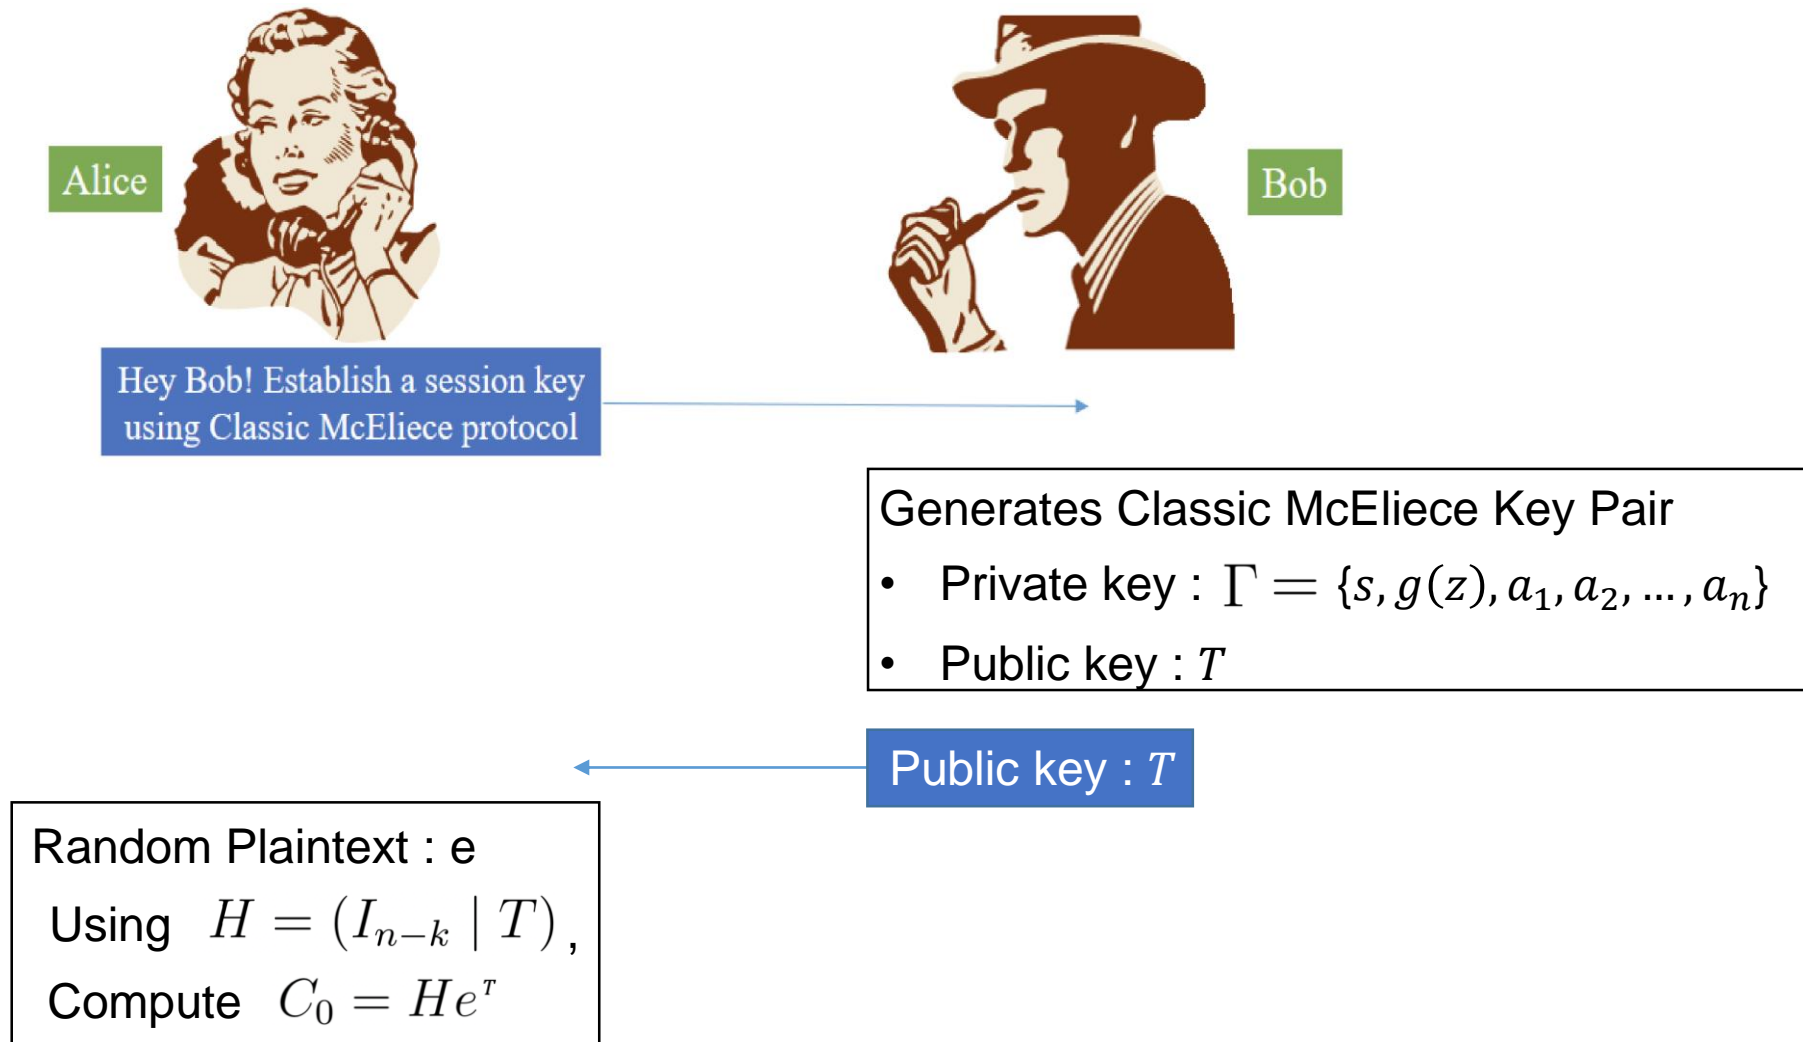 Alice
Bob
Hey Bob! Establish a session key
using Classic McEliece protocol
Generates Classic McEliece Key Pair
• Private key : Γ = {s, g(z), a₁, a₂, … , aₙ}
• Public key : T
Public key : T
Random Plaintext : e
Using H = (Iₙ₋ₖ | T) ,
Compute C₀ = Heᵀ